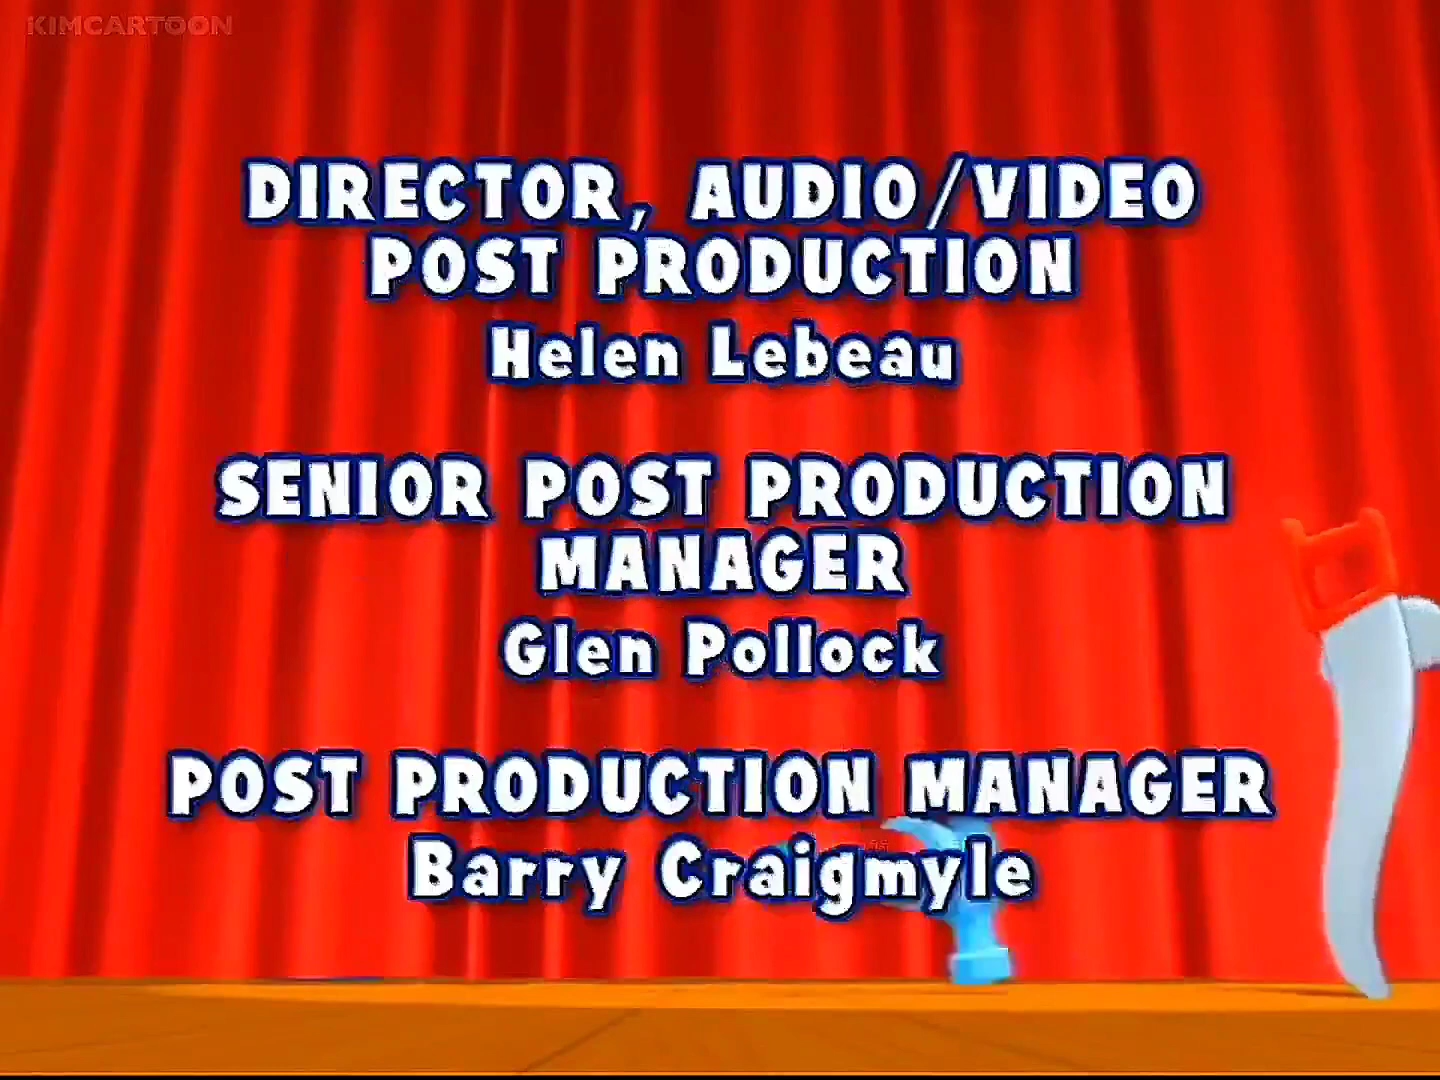 KIMCARTOON
DIRECTOR, AUDIO/VIDEO
POST PRODUCTION
Helen Lebeau
SENIOR POST PRODUCTION
MANAGER
Glen Pollock
POST PRODUCTION MANAGER
Barry Craigmyle